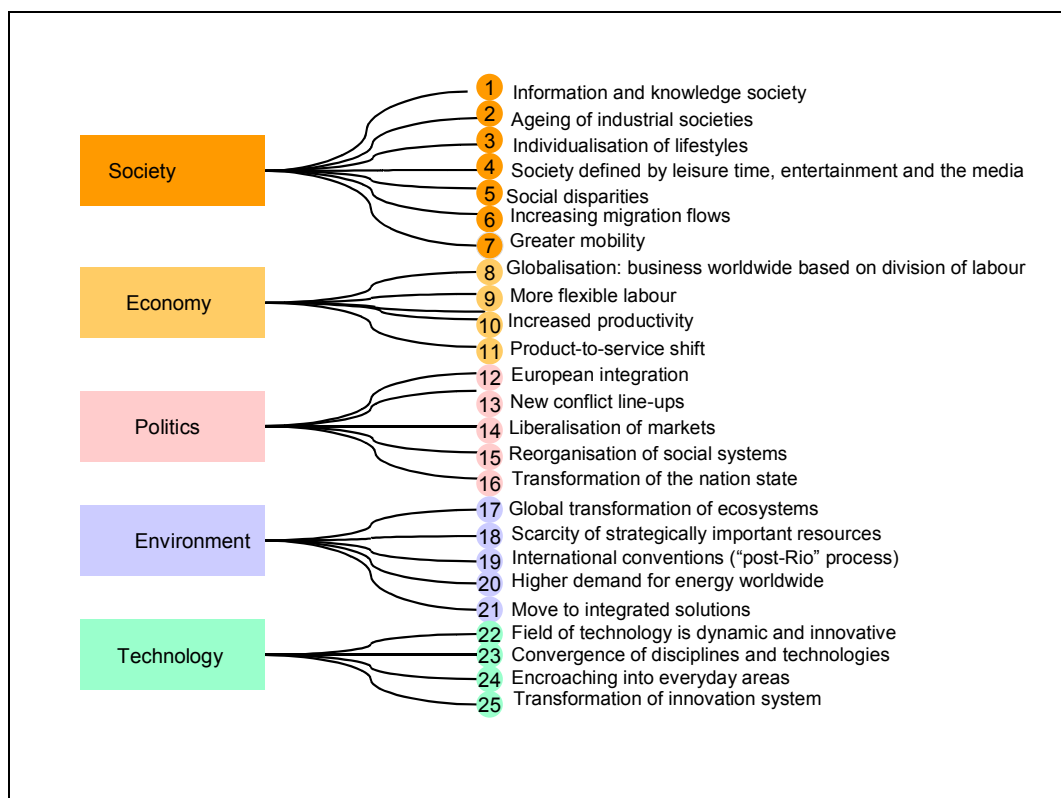 Society
1 Information and knowledge society
2 Ageing of industrial societies
3 Individualisation of lifestyles
4 Society defined by leisure time, entertainment and the media
5 Social disparities
6 Increasing migration flows
7 Greater mobility
Economy
8 Globalisation: business worldwide based on division of labour
9 More flexible labour
10 Increased productivity
11 Product-to-service shift
Politics
12 European integration
13 New conflict line-ups
14 Liberalisation of markets
15 Reorganisation of social systems
16 Transformation of the nation state
Environment
17 Global transformation of ecosystems
18 Scarcity of strategically important resources
19 International conventions (“post-Rio” process)
20 Higher demand for energy worldwide
21 Move to integrated solutions
Technology
22 Field of technology is dynamic and innovative
23 Convergence of disciplines and technologies
24 Encroaching into everyday areas
25 Transformation of innovation system